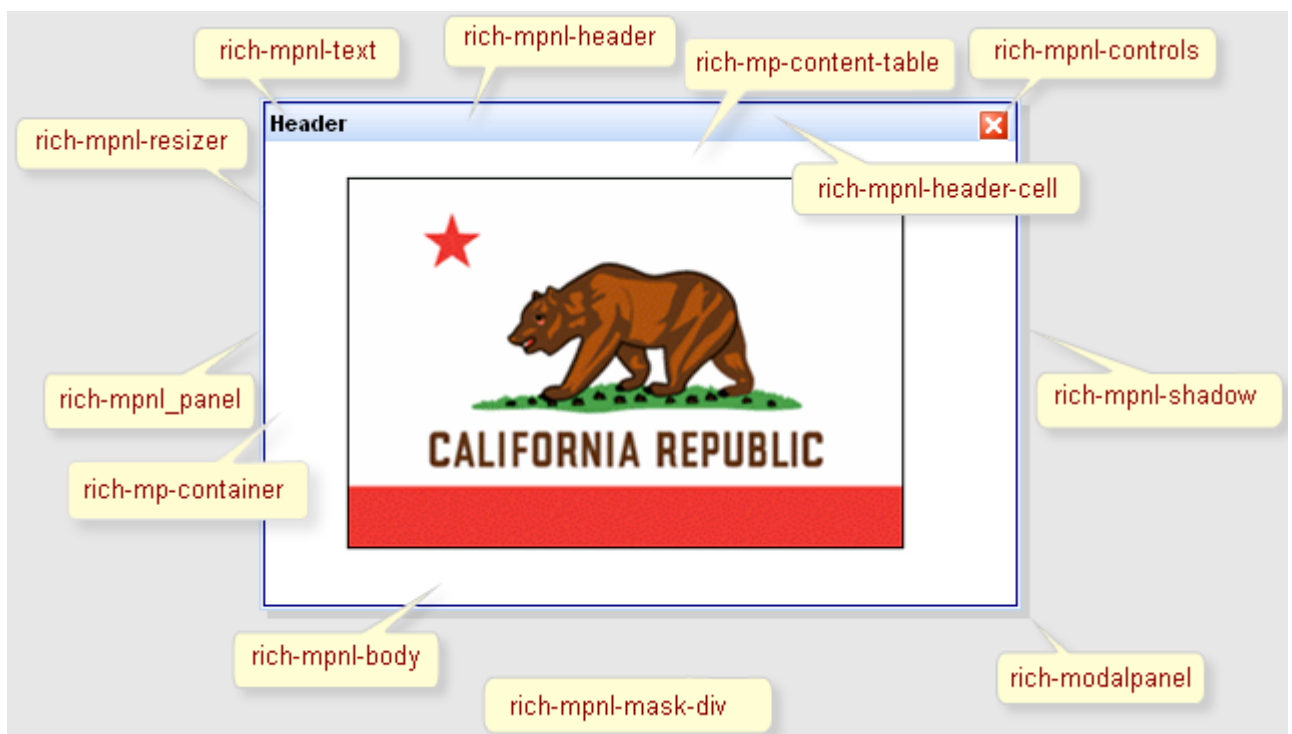 rich-mpnl-text
rich-mpnl-header
rich-mp-content-table
rich-mpnl-controls
Header
rich-mpnl-resizer
rich-mpnl-header-cell
rich-mpnl_panel
rich-mpnl-shadow
CALIFORNIA REPUBLIC
rich-mp-container
rich-mpnl-body
rich-modalpanel
rich-mpnl-mask-div